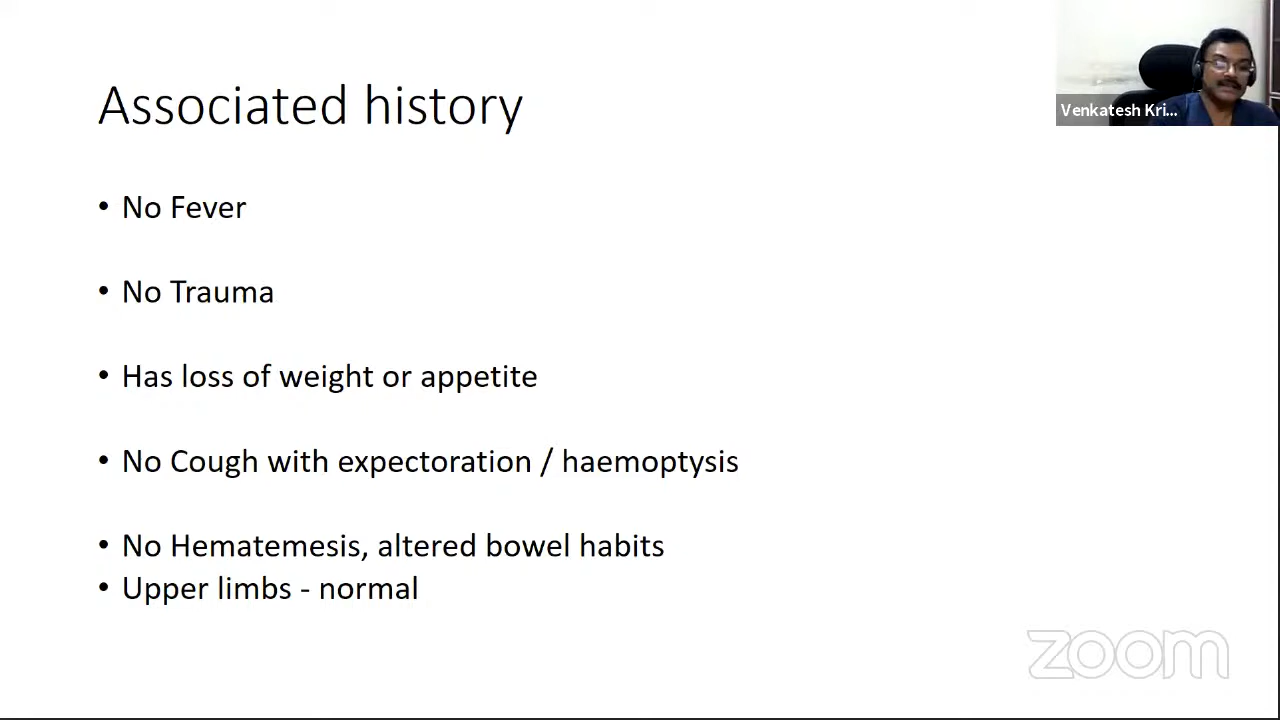 Venkatesh Kri...
Associated history
• No Fever
• No Trauma
• Has loss of weight or appetite
• No Cough with expectoration / haemoptysis
• No Hematemesis, altered bowel habits
• Upper limbs - normal
zoom